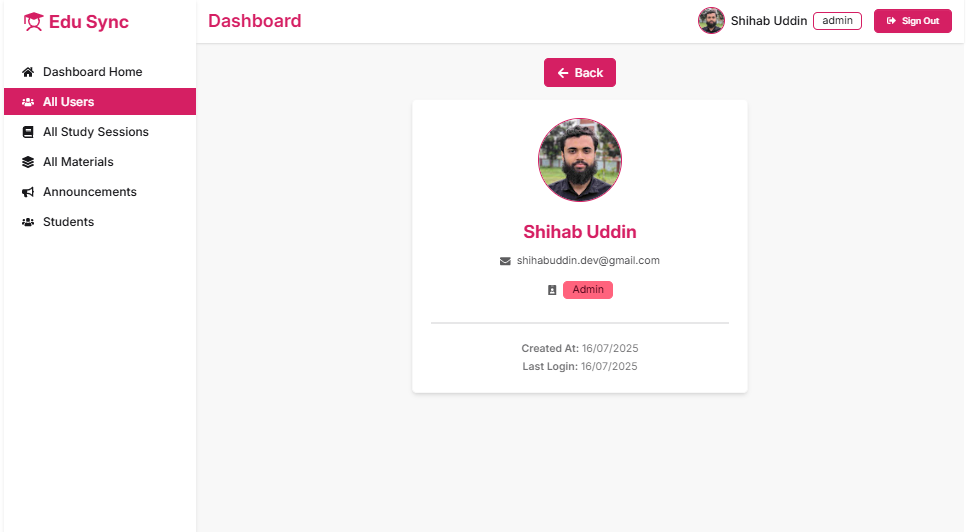 Edu Sync
Dashboard
Shihab Uddin
admin
Sign Out
Dashboard Home
All Users
All Study Sessions
All Materials
Announcements
Students
Back
Shihab Uddin
shihabuddin.dev@gmail.com
Admin
Created At: 16/07/2025
Last Login: 16/07/2025